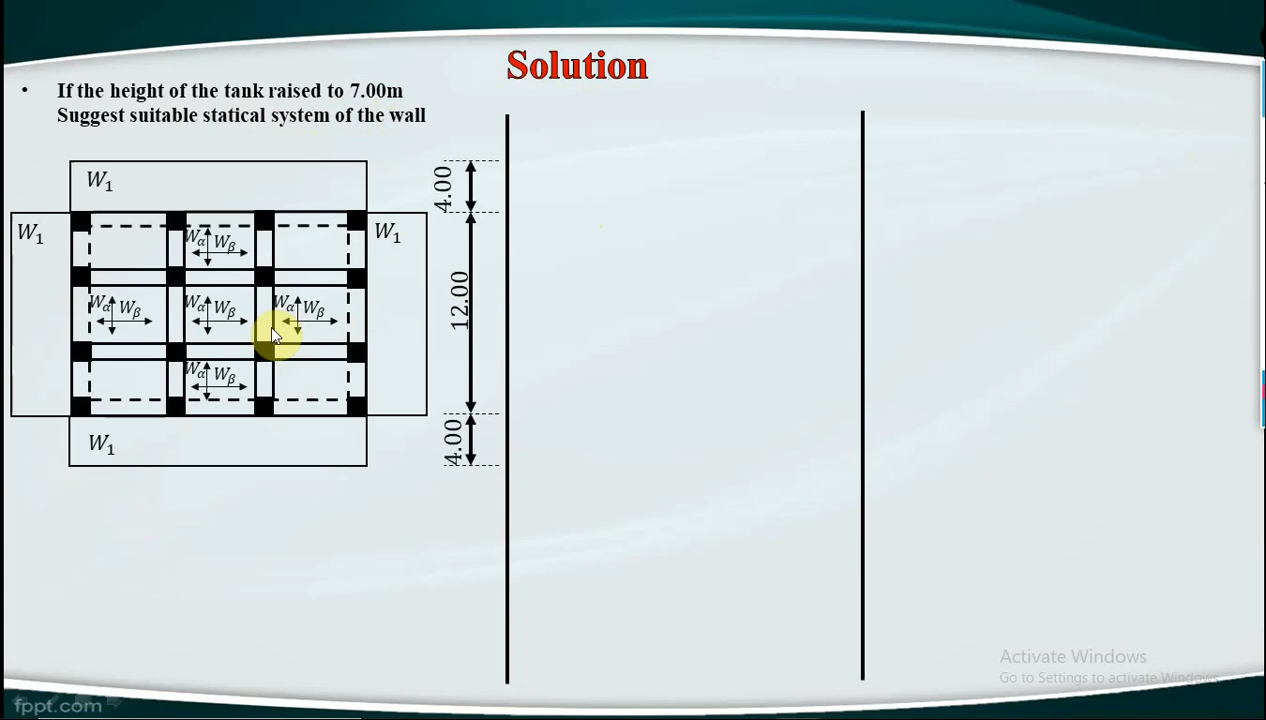 Solution
• If the height of the tank raised to 7.00m
Suggest suitable statical system of the wall
W₁
4.00
W₁
W₁
Wα Wβ
12.00
Wα Wβ
Wα Wβ
Wα Wβ
Wα Wβ
W₁
4.00
Activate Windows
Go to Settings to activate Windows.
fppt.com